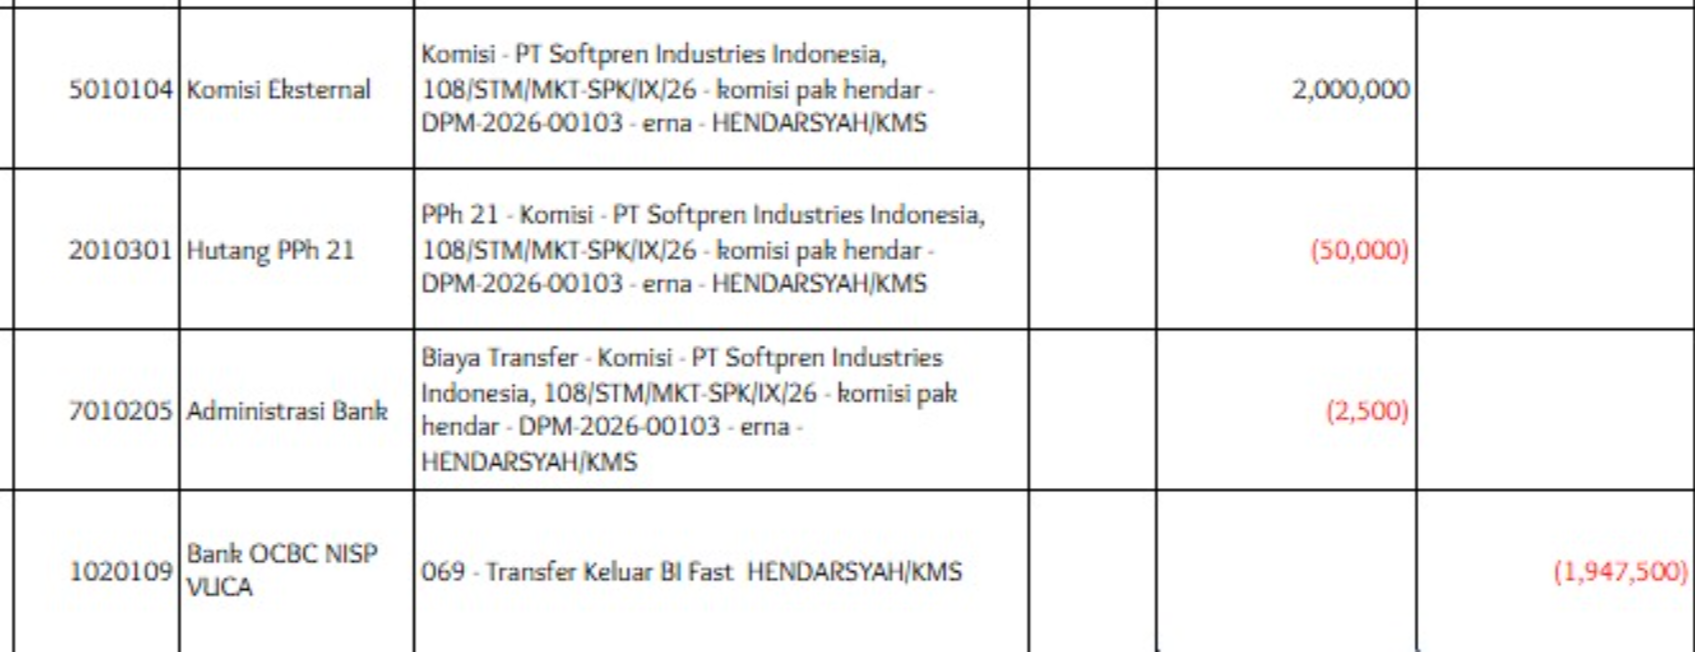 5010104 Komisi Eksternal
Komisi - PT Softpren Industries Indonesia,
108/STM/MKT-SPK/IX/26 - komisi pak hendar -
DPM-2026-00103 - erna - HENDARSYAH/KMS
2,000,000
2010301 Hutang PPh 21
PPh 21 - Komisi - PT Softpren Industries Indonesia,
108/STM/MKT-SPK/IX/26 - komisi pak hendar -
DPM-2026-00103 - erna - HENDARSYAH/KMS
(50,000)
7010205 Administrasi Bank
Biaya Transfer - Komisi - PT Softpren Industries
Indonesia, 108/STM/MKT-SPK/IX/26 - komisi pak
hendar - DPM-2026-00103 - erna -
HENDARSYAH/KMS
(2,500)
1020109
Bank OCBC NISP
VUCA
069 - Transfer Keluar BI Fast  HENDARSYAH/KMS
(1,947,500)